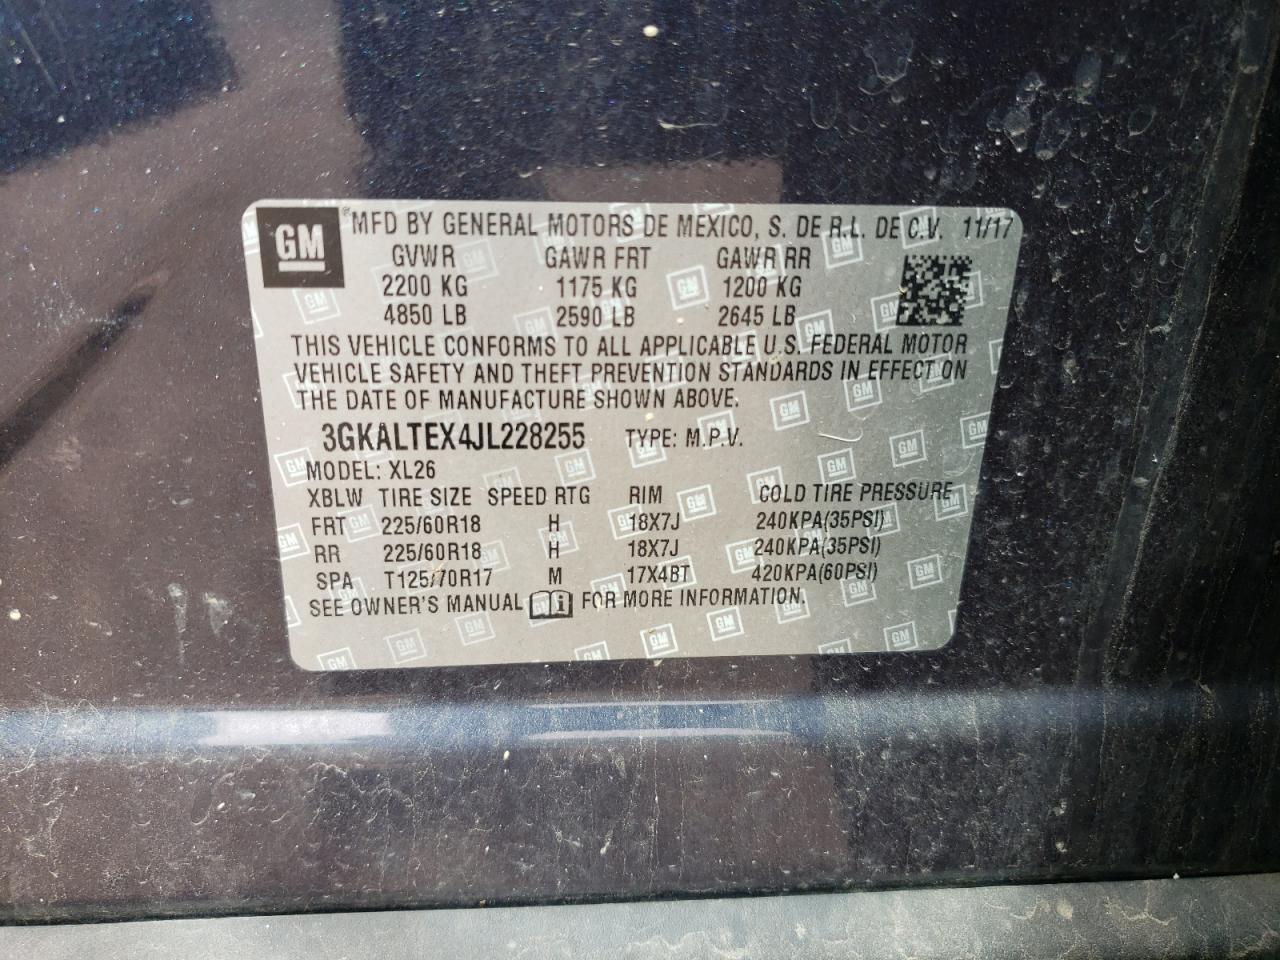 GM ® MFD BY GENERAL MOTORS DE MEXICO, S. DE R.L. DE C.V. 11/17
GVWR GAWR FRT GAWR RR
2200 KG 1175 KG 1200 KG
4850 LB 2590 LB 2645 LB
THIS VEHICLE CONFORMS TO ALL APPLICABLE U.S. FEDERAL MOTOR
VEHICLE SAFETY AND THEFT PREVENTION STANDARDS IN EFFECT ON
THE DATE OF MANUFACTURE SHOWN ABOVE.
3GKALTEX4JL228255 TYPE: M.P.V.
MODEL: XL26
XBLW TIRE SIZE SPEED RTG RIM COLD TIRE PRESSURE
FRT 225/60R18 H 18X7J 240KPA(35PSI)
RR 225/60R18 H 18X7J 240KPA(35PSI)
SPA T125/70R17 M 17X4BT 420KPA(60PSI)
SEE OWNER'S MANUAL i FOR MORE INFORMATION.